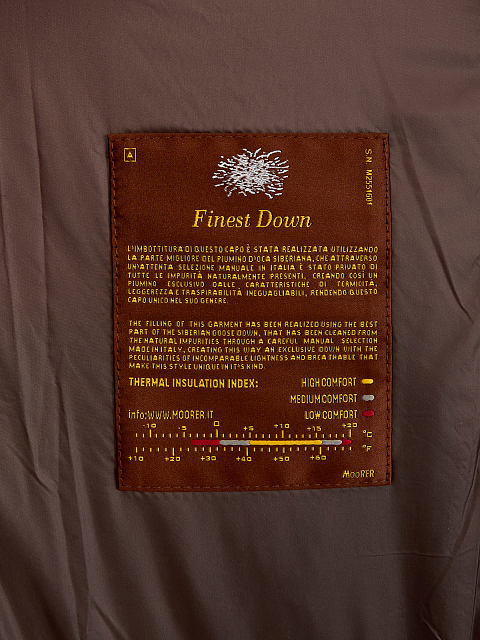 A
S.N. M255160f
Finest Down
L'IMBOTTITURA DI QUESTO CAPO È STATA REALIZZATA UTILIZZANDO
LA PARTE MIGLIORE DEL PIUMINO D'OCA SIBERIANA, CHE ATTRAVERSO
UN'ATTENTA SELEZIONE MANUALE IN ITALIA È STATO PRIVATO DI
TUTTE LE IMPURITÀ NATURALMENTE PRESENTI, CREANDO COSÌ UN
PIUMINO ESCLUSIVO DALLE CARATTERISTICHE DI TERMICITÀ,
LEGGEREZZA E TRASPIRABILITÀ INEGUAGLIABILI, RENDENDO QUESTO
CAPO UNICO NEL SUO GENERE.
THE FILLING OF THIS GARMENT HAS BEEN REALIZED USING THE BEST
PART OF THE SIBERIAN GOOSE DOWN, THAT HAS BEEN CLEANED FROM
THE NATURAL IMPURITIES THROUGH A CAREFUL MANUAL SELECTION
MADE IN ITALY, CREATING THIS WAY AN EXCLUSIVE DOWN WITH THE
PECULIARITIES OF INCOMPARABLE LIGHTNESS AND BREATHABLE THAT
MAKE THIS STYLE UNIQUE IN IT'S KIND.
THERMAL INSULATION INDEX: HIGH COMFORT
MEDIUM COMFORT
info:WWW.MOORER.IT LOW COMFORT
-10 -5 0 +5 +10 +15 +20
°C
°F
+10 +20 +30 +40 +50 +60
MooRER